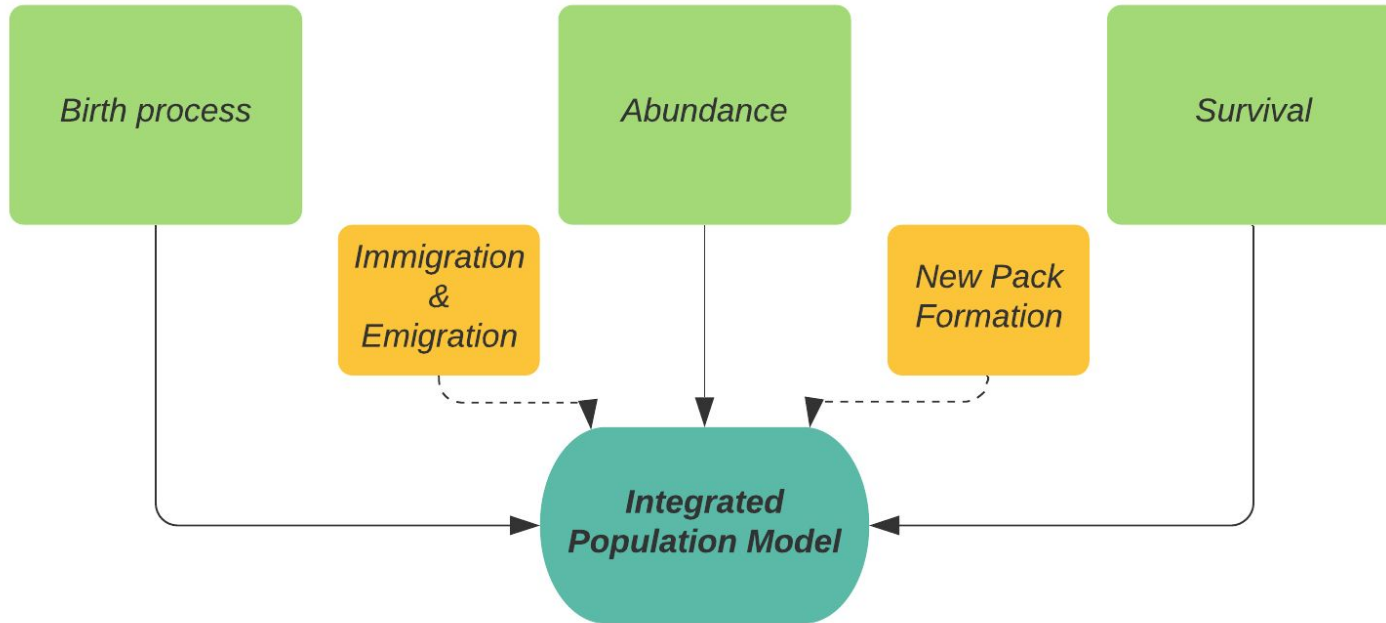 Birth process
Abundance
Survival
Immigration
&
Emigration
New Pack
Formation
Integrated
Population Model